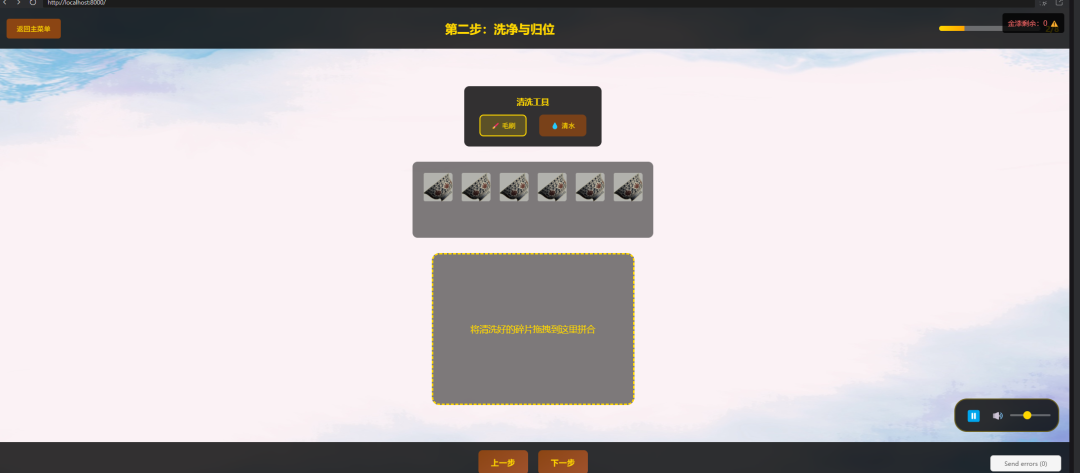 http://localhost:8000/
返回主菜单
第二步：洗净与归位
金漆剩余：0 ⚠
清洗工具
毛刷
清水
将清洗好的碎片拖拽到这里拼合
上一步
下一步
Send errors (0)